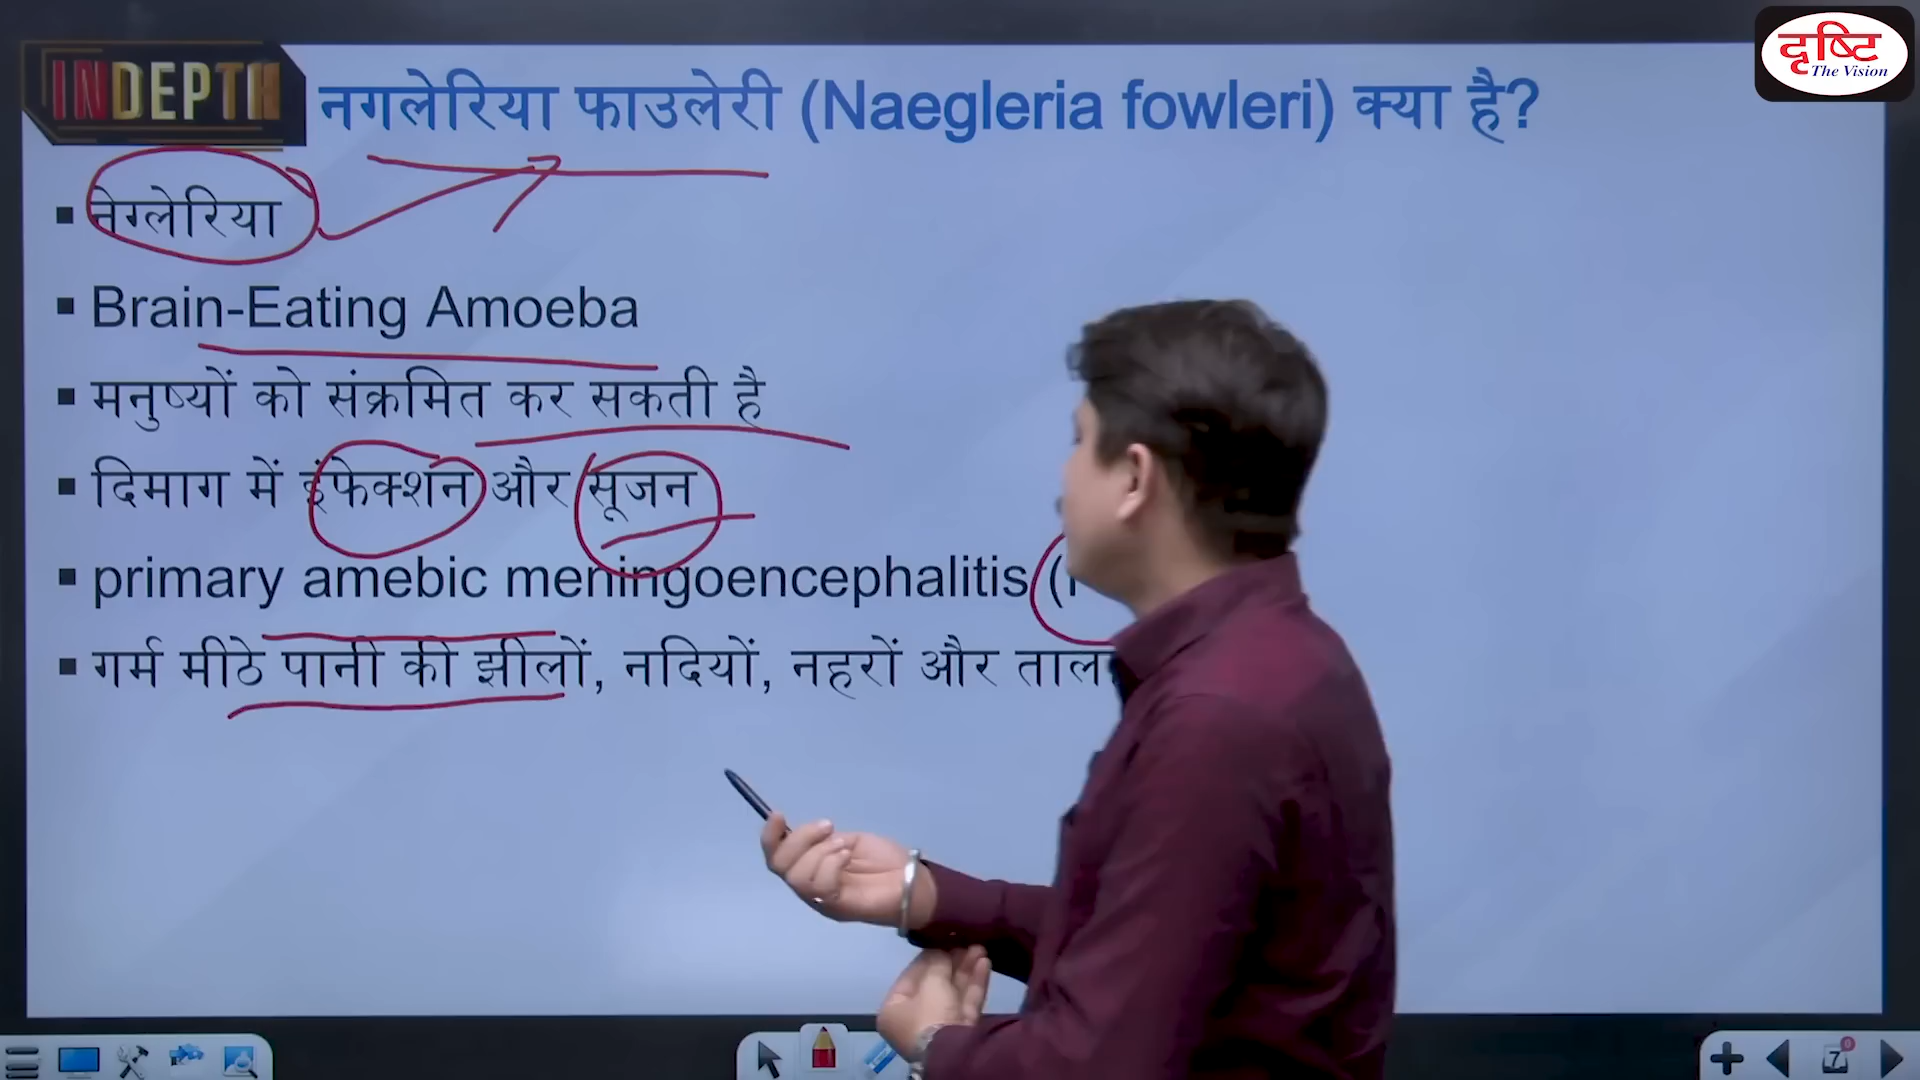 INDEPTH
दृष्टि
The Vision
नगलेरिया फाउलेरी (Naegleria fowleri) क्या है?
नेग्लेरिया
Brain-Eating Amoeba
मनुष्यों को संक्रमित कर सकती है
दिमाग में इंफेक्शन और सूजन
primary amebic meningoencephalitis (
गर्म मीठे पानी की झीलों, नदियों, नहरों और
7